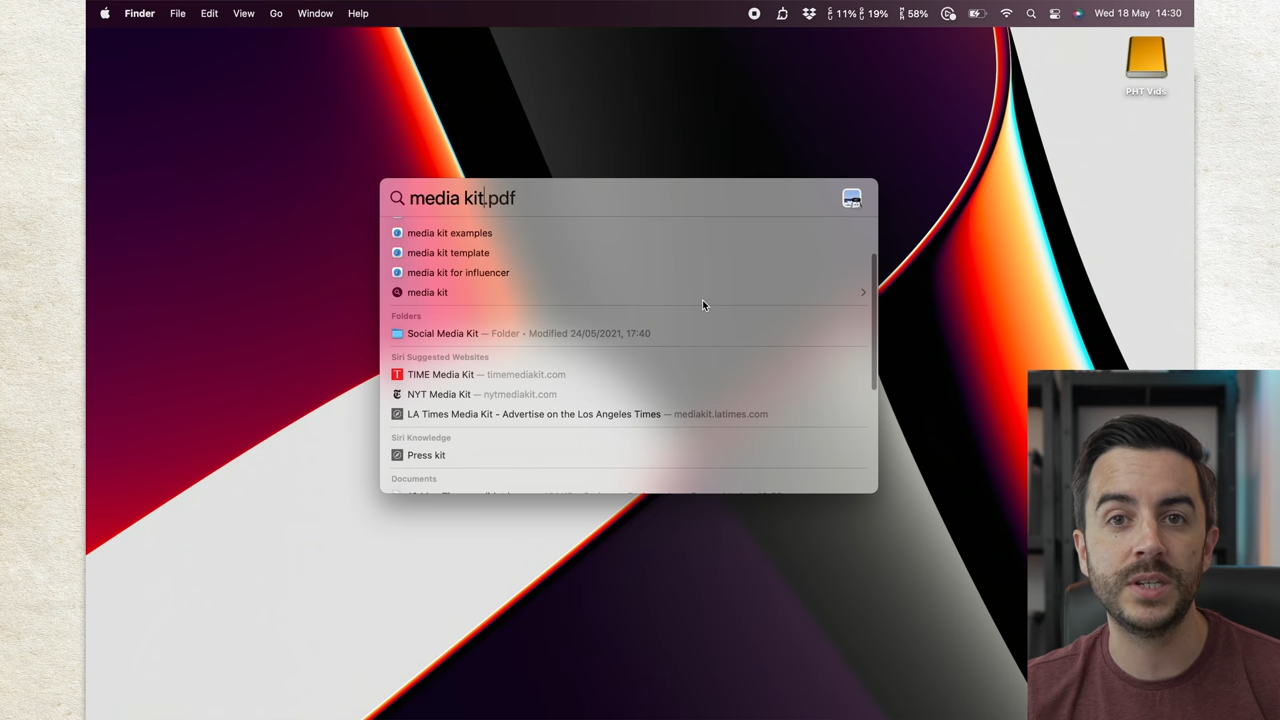 Finder File Edit View Go Window Help 11% 19% 58% Wed 18 May 14:30
PHT Vids
media kit.pdf
media kit examples
media kit template
media kit for influencer
media kit
Folders
Social Media Kit — Folder • Modified 24/05/2021, 17:40
Siri Suggested Websites
TIME Media Kit — timemediakit.com
NYT Media Kit — nytmediakit.com
LA Times Media Kit - Advertise on the Los Angeles Times — mediakit.latimes.com
Siri Knowledge
Press kit
Documents